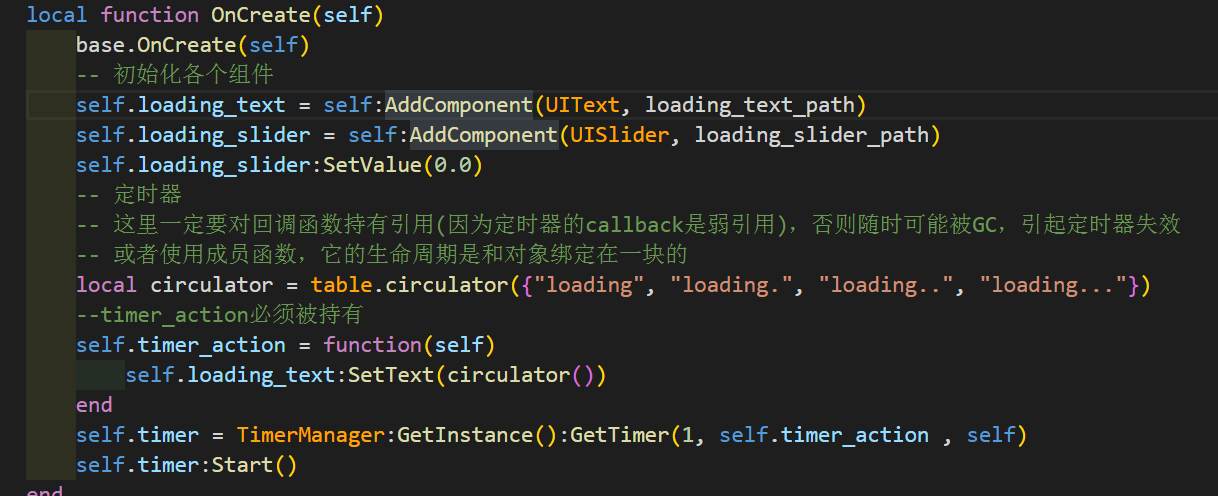 local function OnCreate(self)
base.OnCreate(self)
-- 初始化各个组件
self.loading_text = self:AddComponent(UIText, loading_text_path)
self.loading_slider = self:AddComponent(UISlider, loading_slider_path)
self.loading_slider:SetValue(0.0)
-- 定时器
-- 这里一定要对回调函数持有引用(因为定时器的callback是弱引用)，否则随时可能被GC，引起定时器失效
-- 或者使用成员函数，它的生命周期是和对象绑定在一块的
local circulator = table.circulator({"loading", "loading.", "loading..", "loading..."})
--timer_action必须被持有
self.timer_action = function(self)
self.loading_text:SetText(circulator())
end
self.timer = TimerManager:GetInstance():GetTimer(1, self.timer_action , self)
self.timer:Start()
end